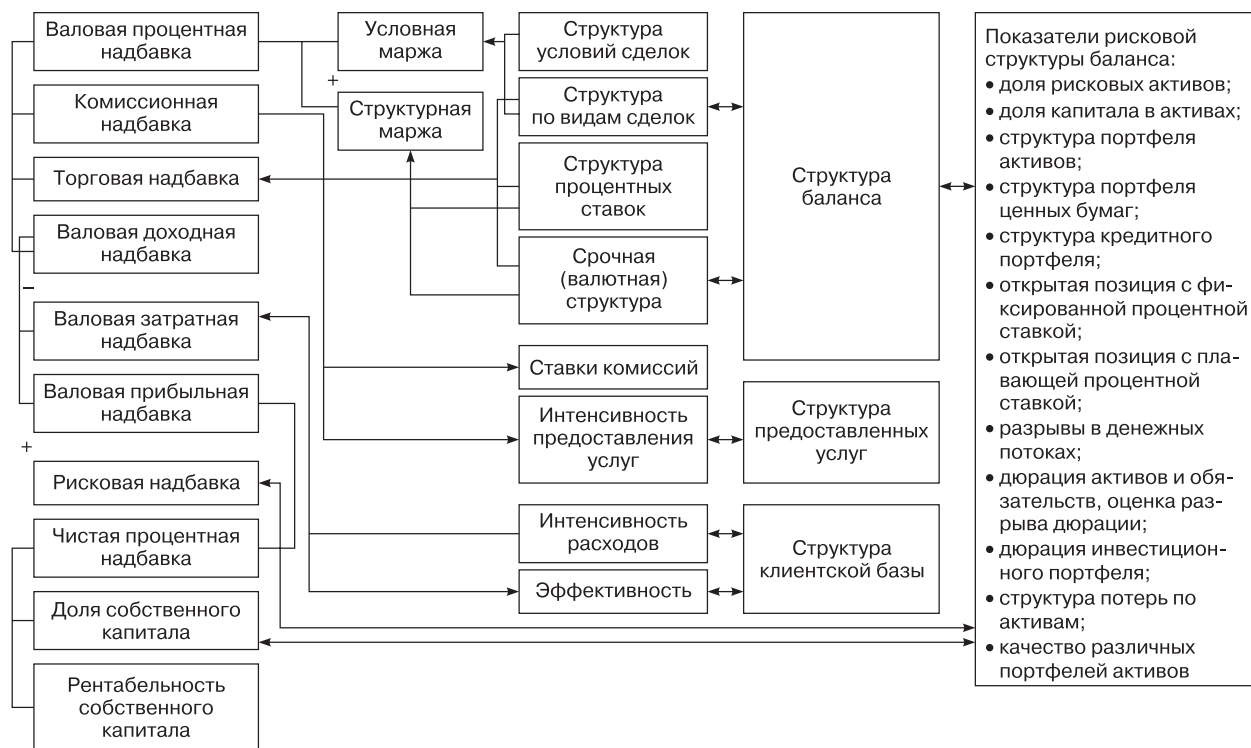 Валовая процентная
надбавка
Комиссионная
надбавка
Торговая надбавка
Валовая доходная
надбавка
–
Валовая затратная
надбавка
Валовая прибыльная
надбавка
+
Рисковая надбавка
Чистая процентная
надбавка
Доля собственного
капитала
Рентабельность
собственного
капитала
Условная
маржа
+
Структурная
маржа
Структура
условий сделок
Структура
по видам сделок
Структура
процентных
ставок
Срочная
(валютная)
структура
Ставки комиссий
Интенсивность
предоставления
услуг
Интенсивность
расходов
Эффективность
Структура
баланса
Структура
предоставленных
услуг
Структура
клиентской базы
Показатели рисковой
структуры баланса:
• доля рисковых активов;
• доля капитала в активах;
• структура портфеля
активов;
• структура портфеля
ценных бумаг;
• структура кредитного
портфеля;
• открытая позиция с фи-
ксированной процентной
ставкой;
• открытая позиция с пла-
вающей процентной
ставкой;
• разрывы в денежных
потоках;
• дюрация активов и обя-
зательств, оценка раз-
рыва дюрации;
• дюрация инвестицион-
ного портфеля;
• структура потерь по
активам;
• качество различных
портфелей активов